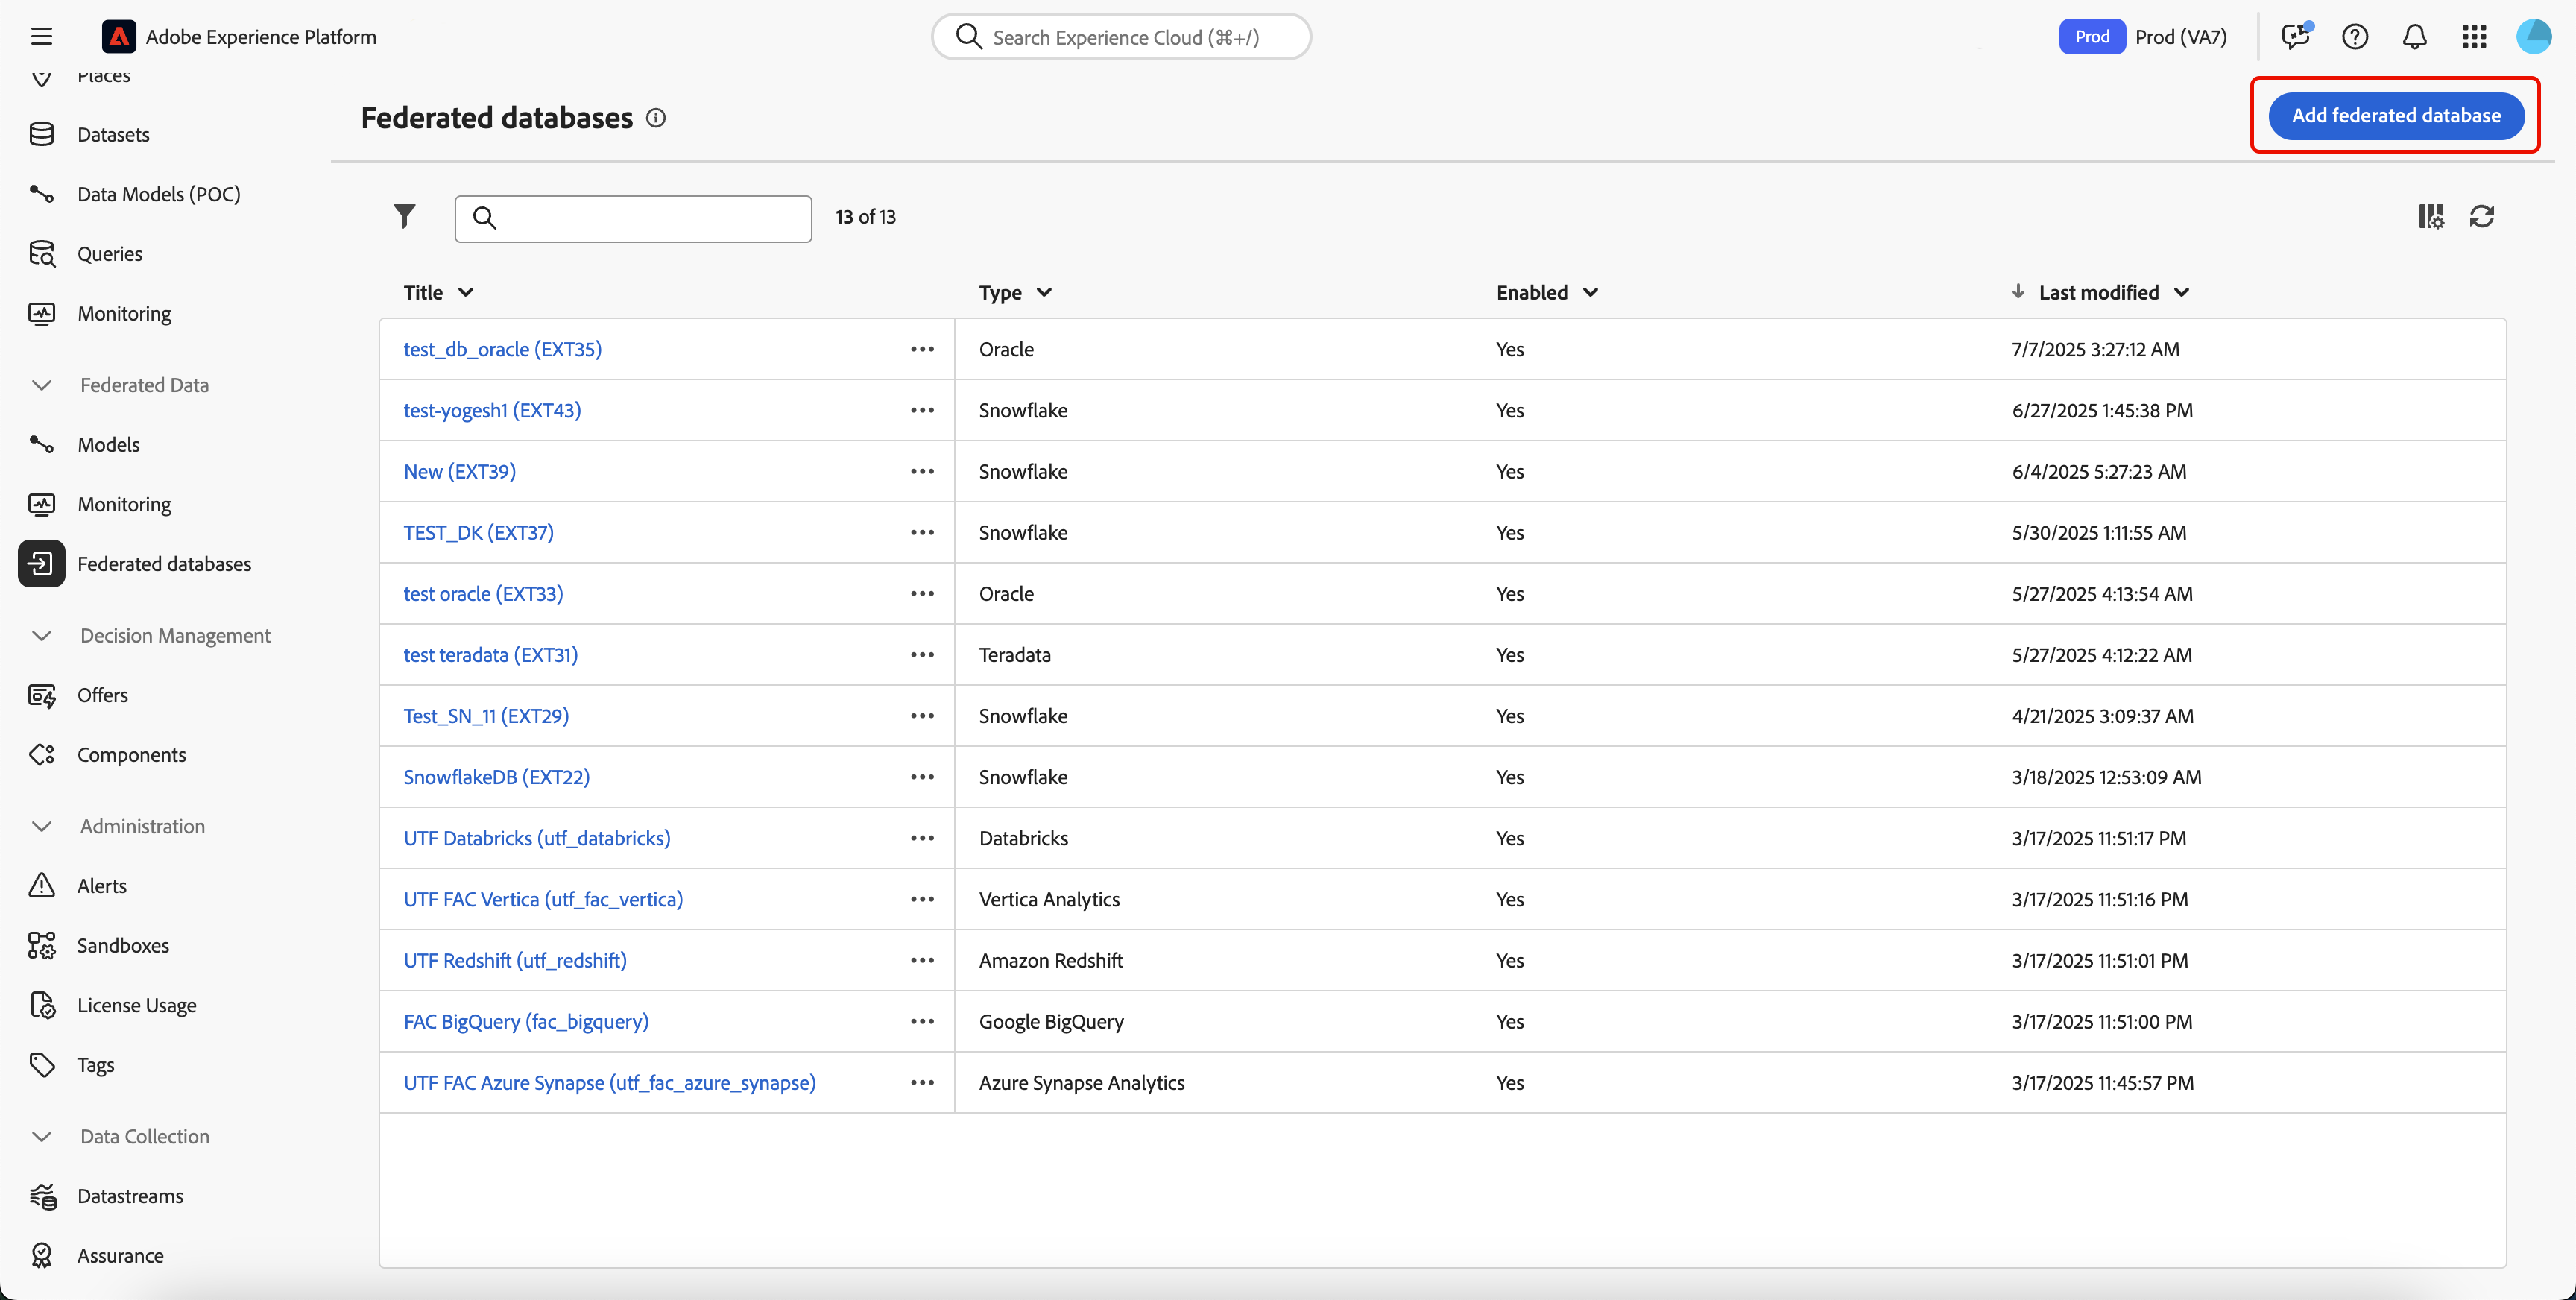 Adobe Experience Platform
Search Experience Cloud (⌘+/)
Prod
Prod (VA7)
Places
Datasets
Data Models (POC)
Queries
Monitoring
Federated Data
Models
Monitoring
Federated databases
Decision Management
Offers
Components
Administration
Alerts
Sandboxes
License Usage
Tags
Data Collection
Datastreams
Assurance
Federated databases
Add federated database
13 of 13
Title Type Enabled Last modified
test_db_oracle (EXT35) Oracle Yes 7/7/2025 3:27:12 AM
test-yogesh1 (EXT43) Snowflake Yes 6/27/2025 1:45:38 PM
New (EXT39) Snowflake Yes 6/4/2025 5:27:23 AM
TEST_DK (EXT37) Snowflake Yes 5/30/2025 1:11:55 AM
test oracle (EXT33) Oracle Yes 5/27/2025 4:13:54 AM
test teradata (EXT31) Teradata Yes 5/27/2025 4:12:22 AM
Test_SN_11 (EXT29) Snowflake Yes 4/21/2025 3:09:37 AM
SnowflakeDB (EXT22) Snowflake Yes 3/18/2025 12:53:09 AM
UTF Databricks (utf_databricks) Databricks Yes 3/17/2025 11:51:17 PM
UTF FAC Vertica (utf_fac_vertica) Vertica Analytics Yes 3/17/2025 11:51:16 PM
UTF Redshift (utf_redshift) Amazon Redshift Yes 3/17/2025 11:51:01 PM
FAC BigQuery (fac_bigquery) Google BigQuery Yes 3/17/2025 11:51:00 PM
UTF FAC Azure Synapse (utf_fac_azure_synapse) Azure Synapse Analytics Yes 3/17/2025 11:45:57 PM